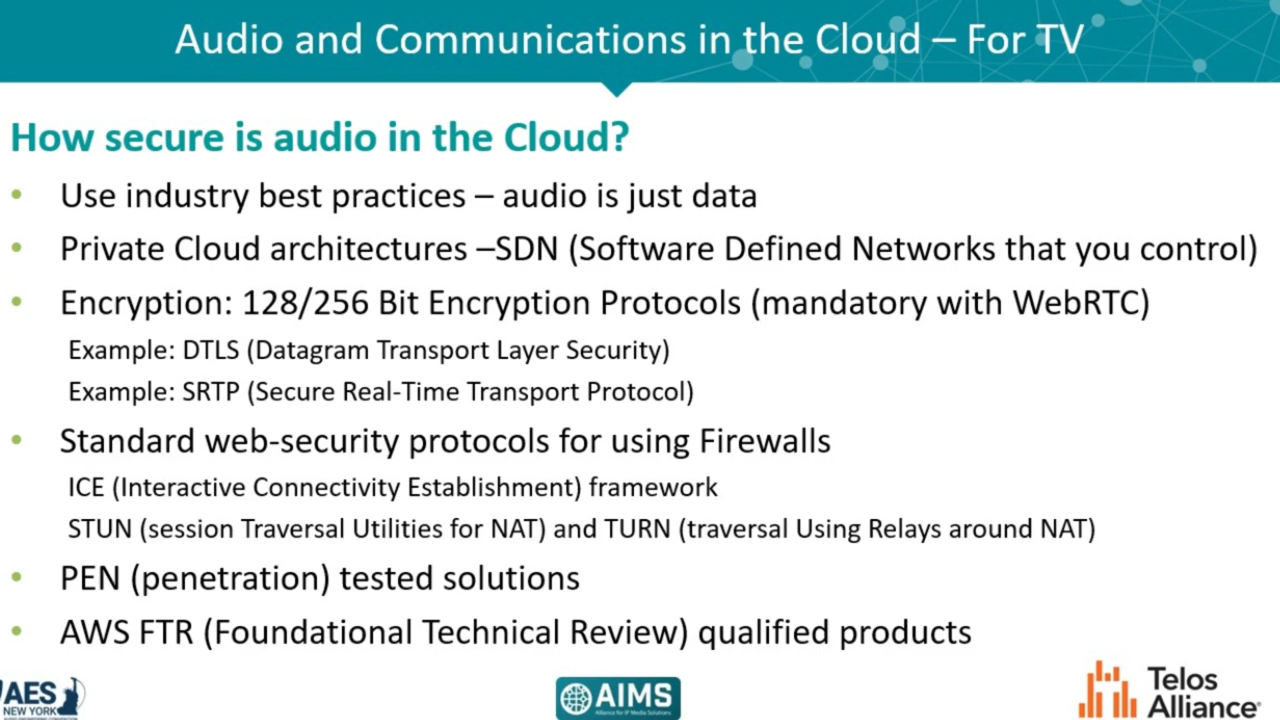 Audio and Communications in the Cloud – For TV
How secure is audio in the Cloud?
• Use industry best practices – audio is just data
• Private Cloud architectures –SDN (Software Defined Networks that you control)
• Encryption: 128/256 Bit Encryption Protocols (mandatory with WebRTC)
Example: DTLS (Datagram Transport Layer Security)
Example: SRTP (Secure Real-Time Transport Protocol)
• Standard web-security protocols for using Firewalls
ICE (Interactive Connectivity Establishment) framework
STUN (session Traversal Utilities for NAT) and TURN (traversal Using Relays around NAT)
• PEN (penetration) tested solutions
• AWS FTR (Foundational Technical Review) qualified products
AES
NEW YORK
AIMS
Alliance for IP Media Solutions
Telos
Alliance®